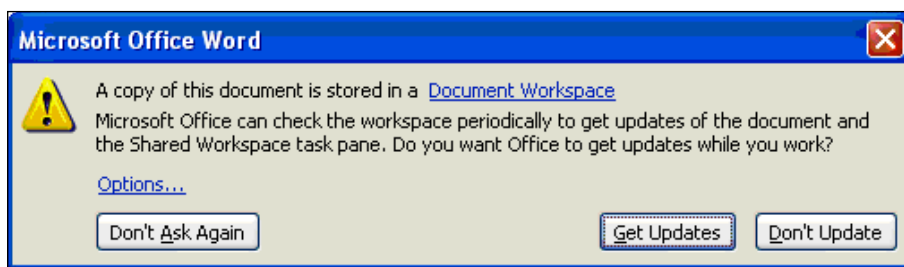 Microsoft Office Word
A copy of this document is stored in a Document Workspace
Microsoft Office can check the workspace periodically to get updates of the document and
the Shared Workspace task pane. Do you want Office to get updates while you work?
Options...
Don't Ask Again Get Updates Don't Update